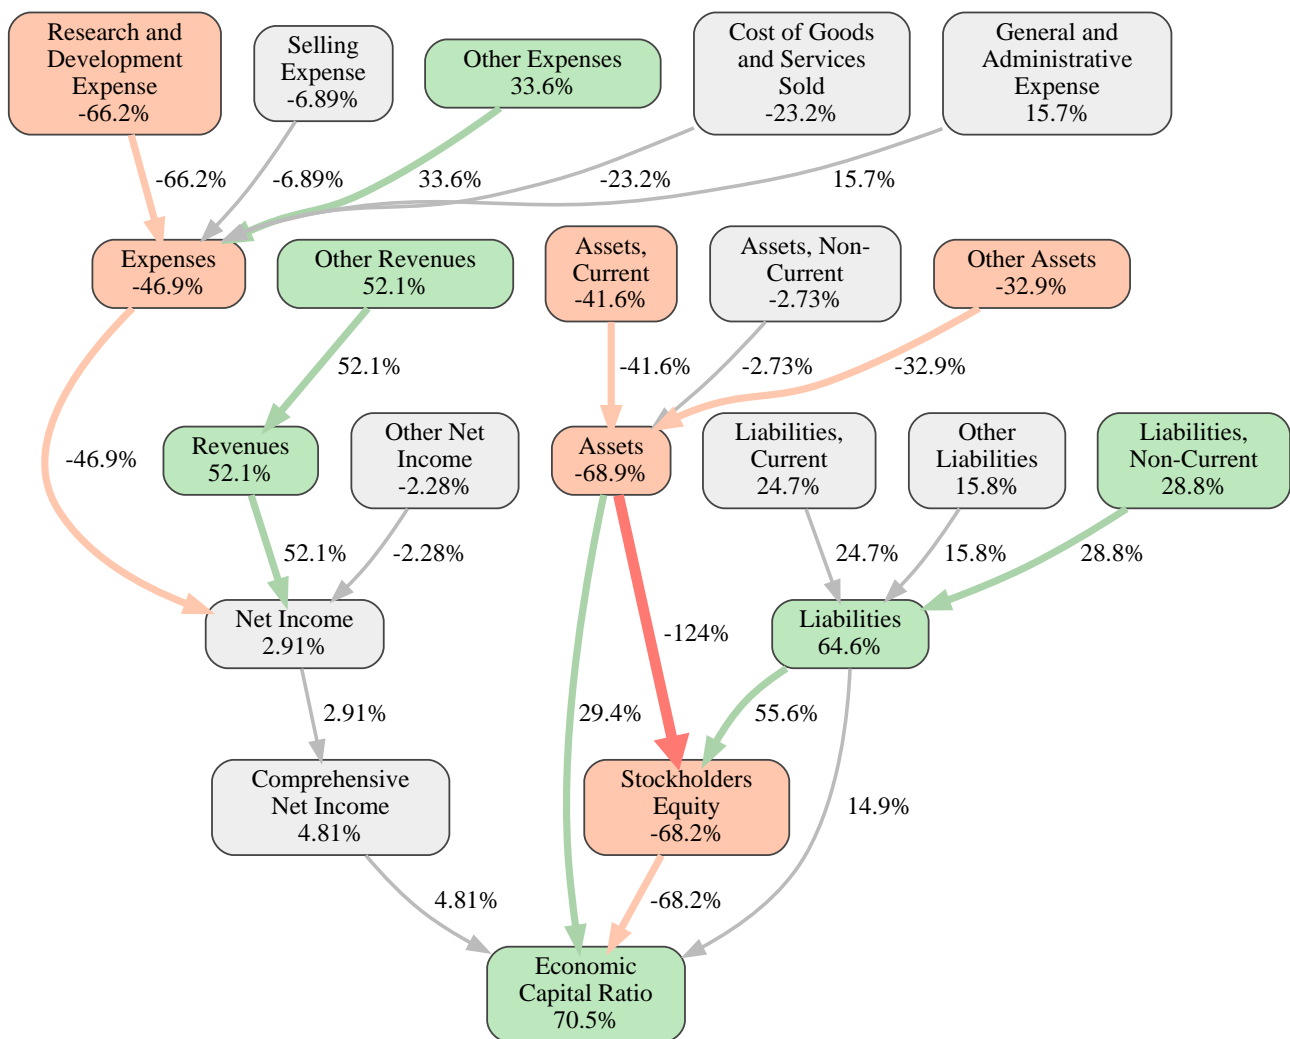 Research and
Development
Expense
-66.2%
Selling
Expense
-6.89%
Other Expenses
33.6%
Cost of Goods
and Services
Sold
-23.2%
General and
Administrative
Expense
15.7%
-66.2%
-6.89%
33.6%
-23.2%
15.7%
Expenses
-46.9%
Other Revenues
52.1%
Assets,
Current
-41.6%
Assets, Non-
Current
-2.73%
Other Assets
-32.9%
52.1%
-41.6%
-2.73%
-32.9%
-46.9%
Revenues
52.1%
Other Net
Income
-2.28%
Assets
-68.9%
Liabilities,
Current
24.7%
Other
Liabilities
15.8%
Liabilities,
Non-Current
28.8%
52.1%
-2.28%
24.7%
15.8%
28.8%
Net Income
2.91%
-124%
Liabilities
64.6%
2.91%
29.4%
55.6%
Comprehensive
Net Income
4.81%
Stockholders
Equity
-68.2%
14.9%
4.81%
-68.2%
Economic
Capital Ratio
70.5%